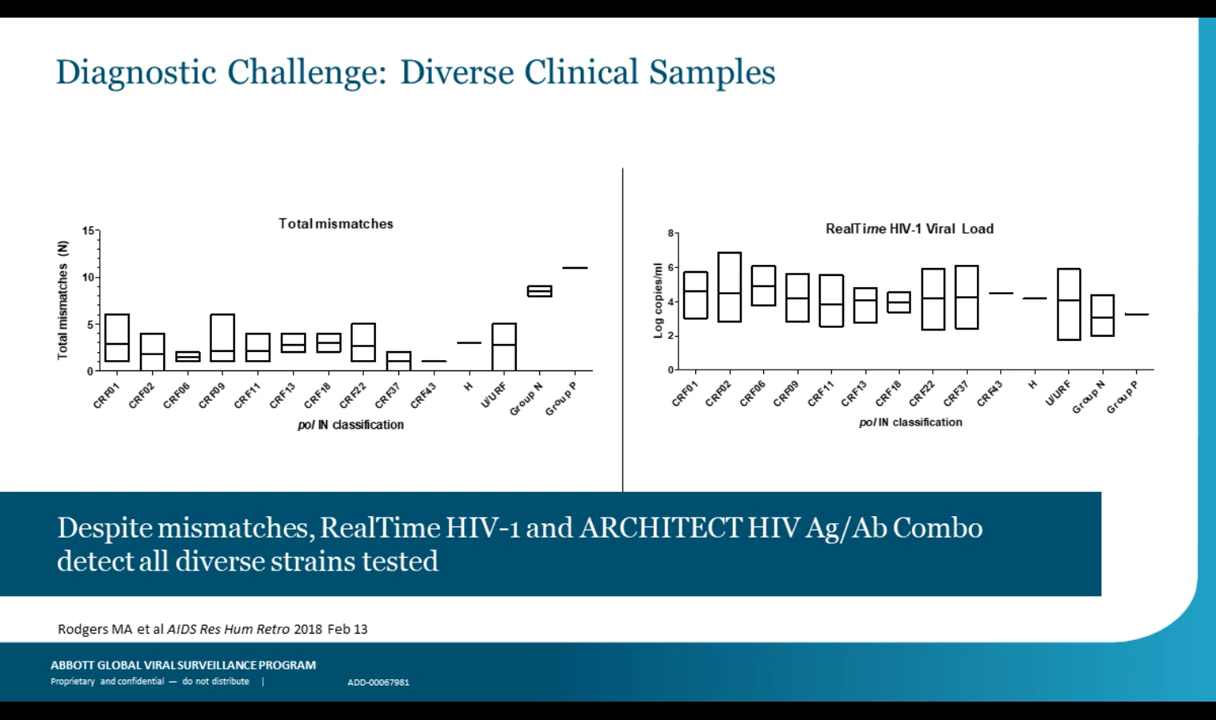 Diagnostic Challenge: Diverse Clinical Samples
Total mismatches
Total mismatches (N)
15
10
5
0
CRF01
CRF02
CRF06
CRF09
CRF11
CRF13
CRF18
CRF22
CRF37
CRF43
H
U/URF
Group N
Group P
pol IN classification
RealTime HIV-1 Viral Load
Log copies/ml
8
6
4
2
0
CRF01
CRF02
CRF06
CRF09
CRF11
CRF13
CRF18
CRF22
CRF37
CRF43
H
U/URF
Group N
Group P
pol IN classification
Despite mismatches, RealTime HIV-1 and ARCHITECT HIV Ag/Ab Combo
detect all diverse strains tested
Rodgers MA et al AIDS Res Hum Retro 2018 Feb 13
ABBOTT GLOBAL VIRAL SURVEILLANCE PROGRAM
Proprietary and confidential — do not distribute |
ADD-00067981